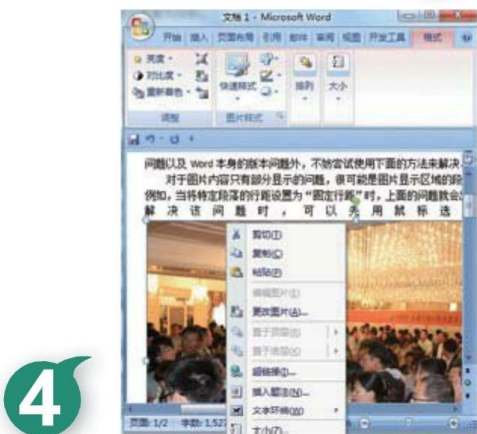 文档 1 - Microsoft Word
开始 插入 页面布局 引用 邮件 审阅 视图 开发工具 格式
亮度
对比度
重新着色
快速样式
排列
大小
调整
图片样式
问题以及 Word 本身的版本问题外，不妨尝试使用下面的方法来解决
对于图片内容只有部分显示的问题，很可能是图片显示区域的段
例如，当将特定段落的行距设置为“固定行距”时，上面的问题就会
解决该问题时，可以先用鼠标选
剪切(T)
复制(C)
粘贴(P)
编辑图片(E)
更改图片(A)...
置于顶层(R)
置于底层(K)
超链接(I)...
插入题注(N)...
文本环绕(W)
大小(Z)...
页面: 1/2 字数: 1,52
4